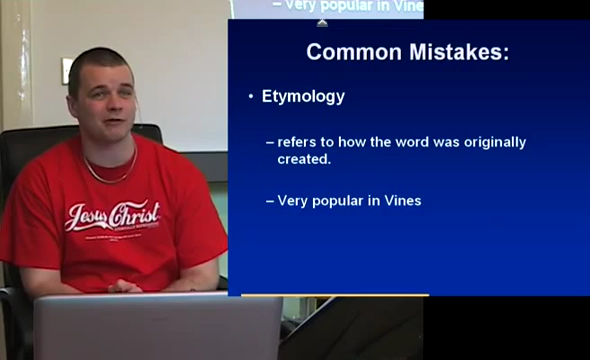 – Very popular in Vine
Common Mistakes:
• Etymology
– refers to how the word was originally
created.
– Very popular in Vines
Jesus Christ